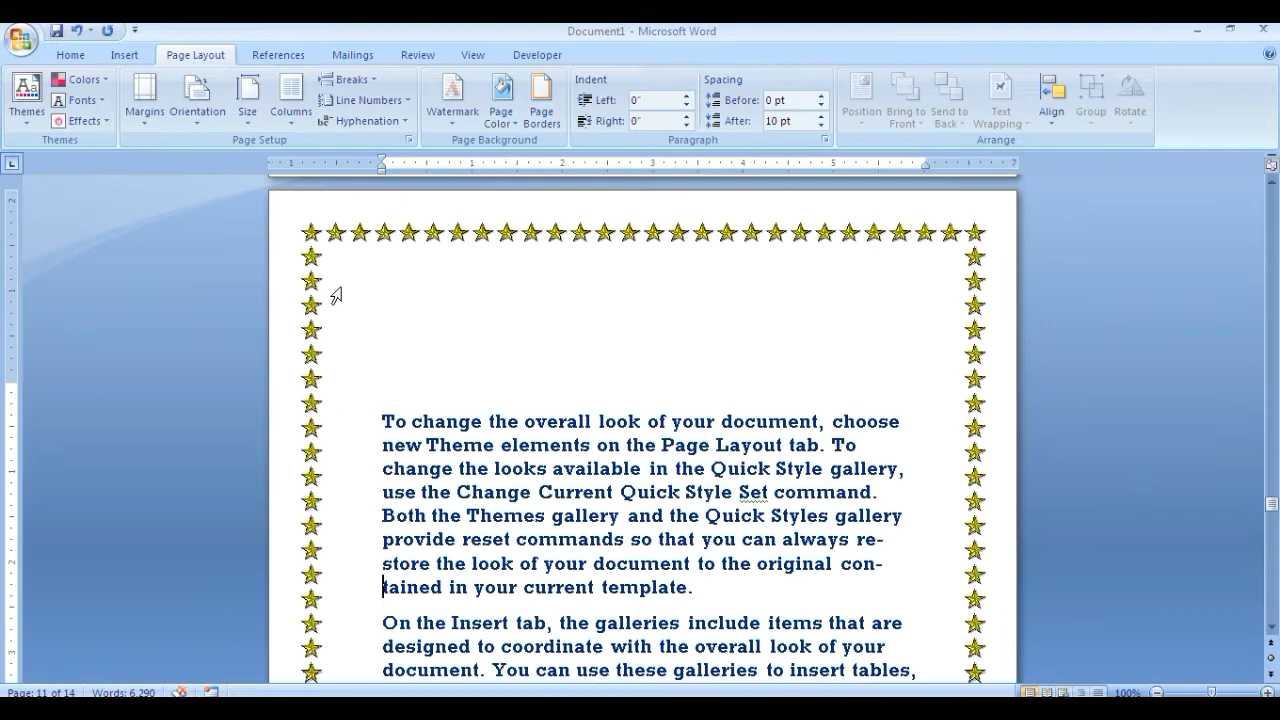 Document1 - Microsoft Word
Home Insert Page Layout References Mailings Review View Developer
Themes
Colors
Fonts
Effects
Themes
Margins
Orientation
Size
Columns
Breaks
Line Numbers
Hyphenation
Page Setup
Watermark
Page Color
Page Borders
Page Background
Indent
Left: 0"
Right: 0"
Spacing
Before: 0 pt
After: 10 pt
Paragraph
Position
Bring to Front
Send to Back
Text Wrapping
Align
Group
Rotate
Arrange
1 1 2 3 4 5 7
To change the overall look of your document, choose
new Theme elements on the Page Layout tab. To
change the looks available in the Quick Style gallery,
use the Change Current Quick Style Set command.
Both the Themes gallery and the Quick Styles gallery
provide reset commands so that you can always re-
store the look of your document to the original con-
tained in your current template.
On the Insert tab, the galleries include items that are
designed to coordinate with the overall look of your
document. You can use these galleries to insert tables,
Page: 11 of 14 Words: 6,290 100%